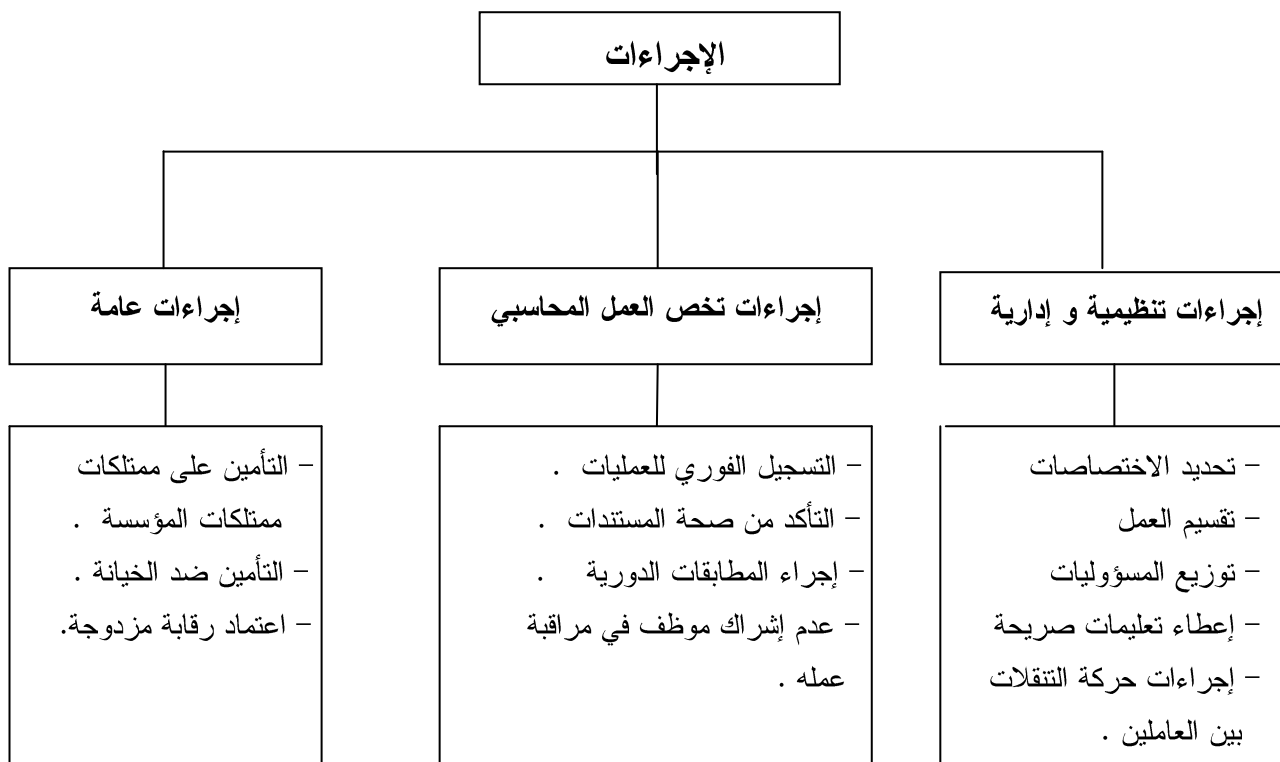 الإجراءات
إجراءات تنظيمية و إدارية
إجراءات تخص العمل المحاسبي
إجراءات عامة
– تحديد الاختصاصات
– تقسيم العمل
– توزيع المسؤوليات
– إعطاء تعليمات صريحة
– إجراءات حركة التنقلات
بين العاملين .
– التسجيل الفوري للعمليات .
– التأكد من صحة المستندات .
– إجراء المطابقات الدورية .
– عدم إشراك موظف في مراقبة
عمله .
– التأمين على ممتلكات
ممتلكات المؤسسة .
– التأمين ضد الخيانة .
– اعتماد رقابة مزدوجة.